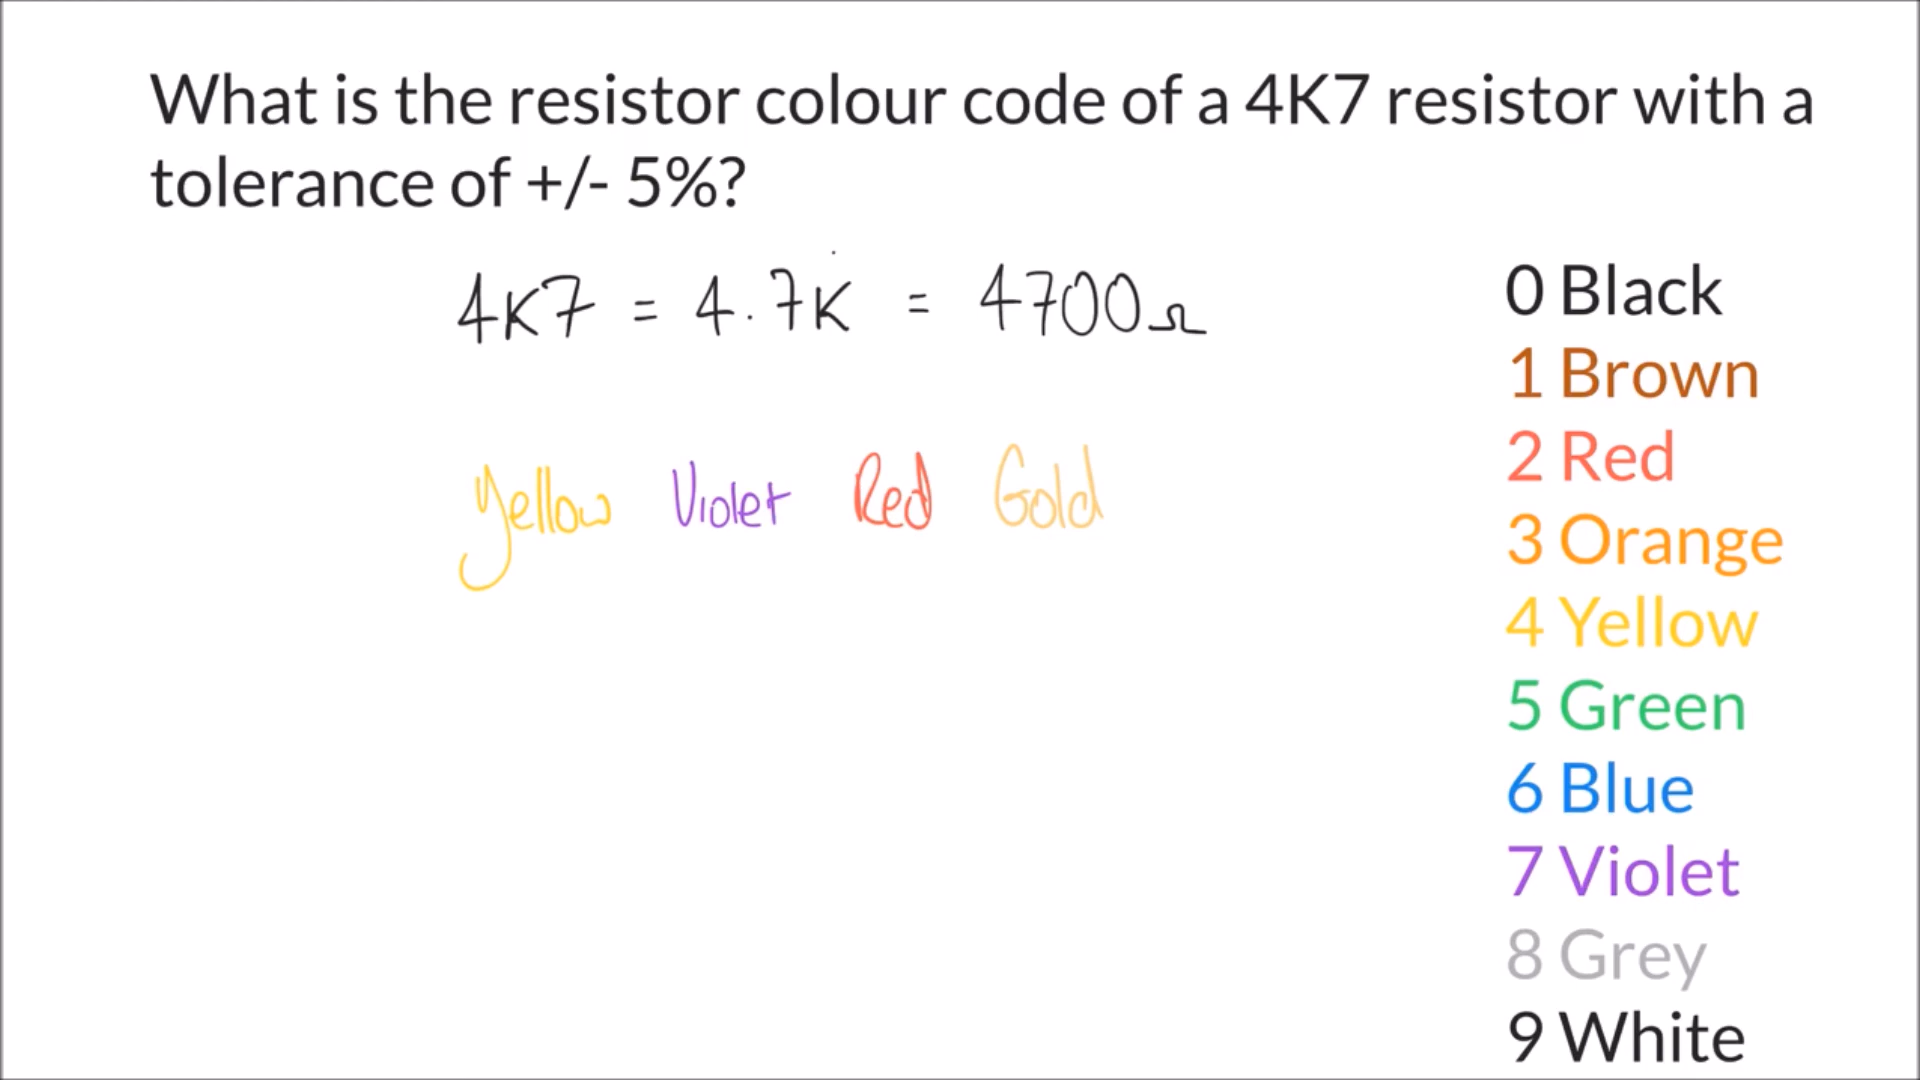 What is the resistor colour code of a 4K7 resistor with a
tolerance of +/- 5%?
4K7 = 4.7K = 4700Ω
Yellow Violet Red Gold
0 Black
1 Brown
2 Red
3 Orange
4 Yellow
5 Green
6 Blue
7 Violet
8 Grey
9 White